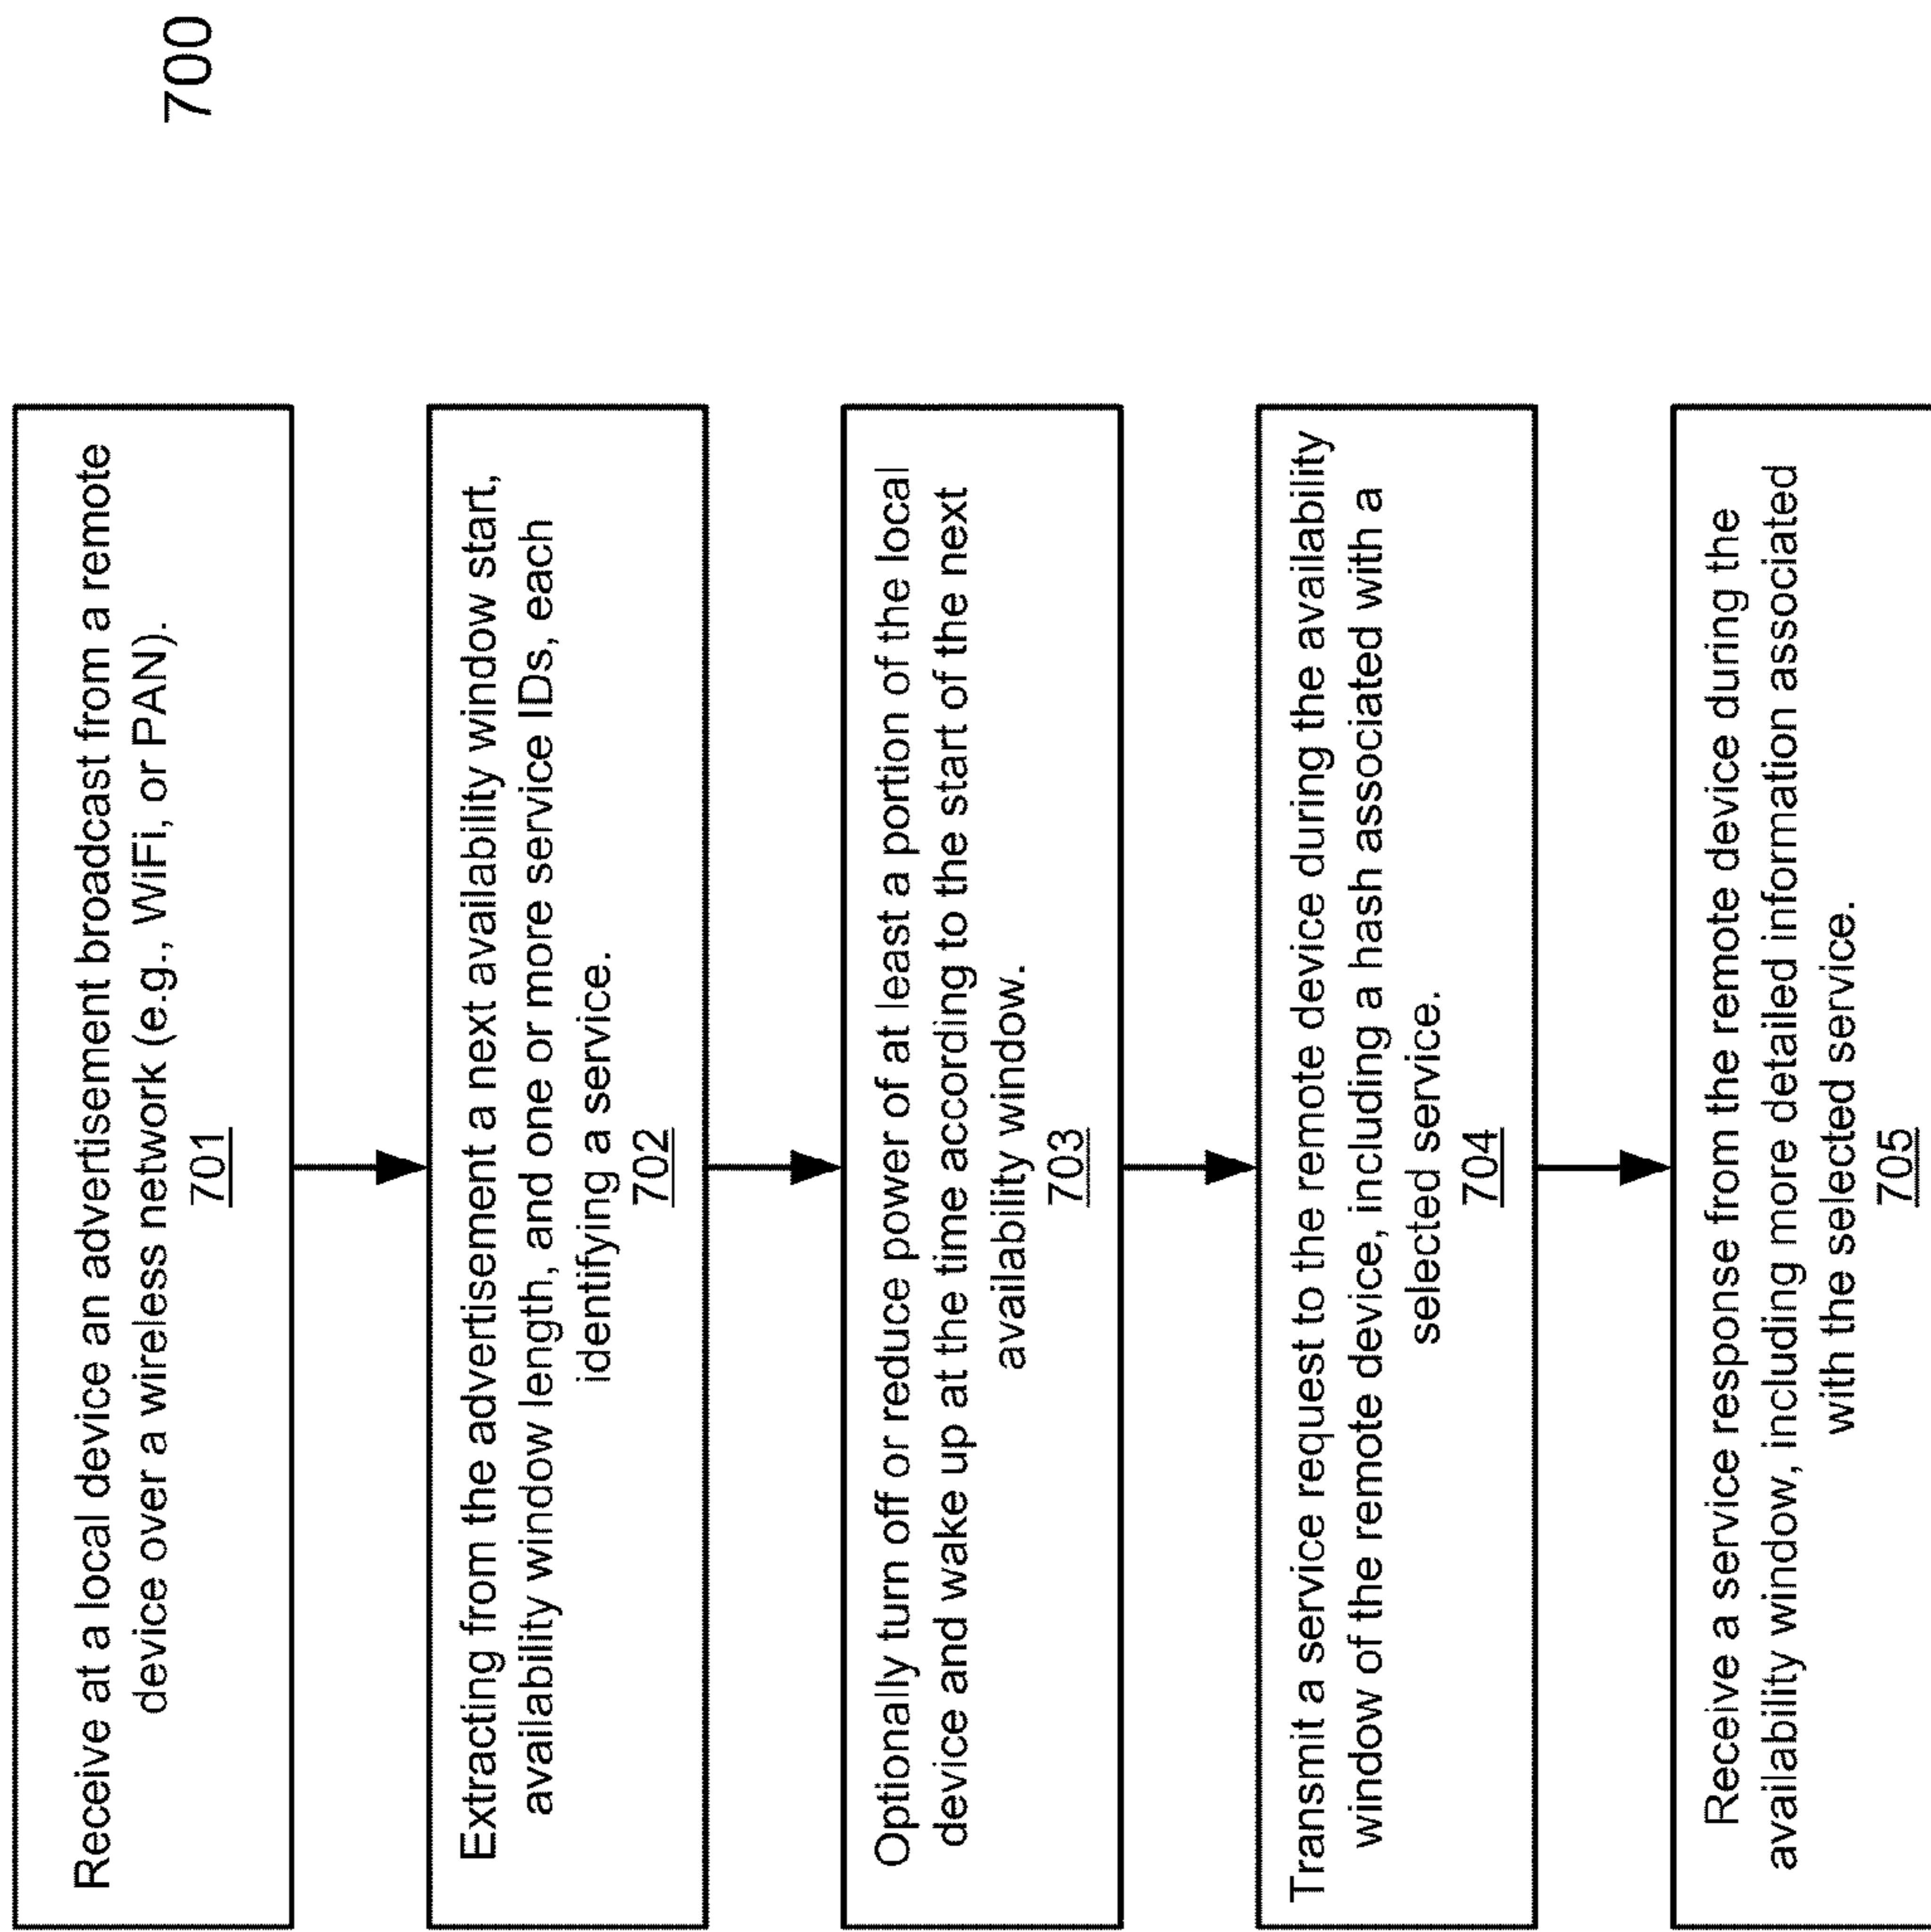 700
Receive at a local device an advertisement broadcast from a remote
device over a wireless network (e.g., WiFi, or PAN).
701
Extracting from the advertisement a next availability window start,
availability window length, and one or more service IDs, each
identifying a service.
702
Optionally turn off or reduce power of at least a portion of the local
device and wake up at the time according to the start of the next
availability window.
703
Transmit a service request to the remote device during the availability
window of the remote device, including a hash associated with a
selected service.
704
Receive a service response from the remote device during the
availability window, including more detailed information associated
with the selected service.
705